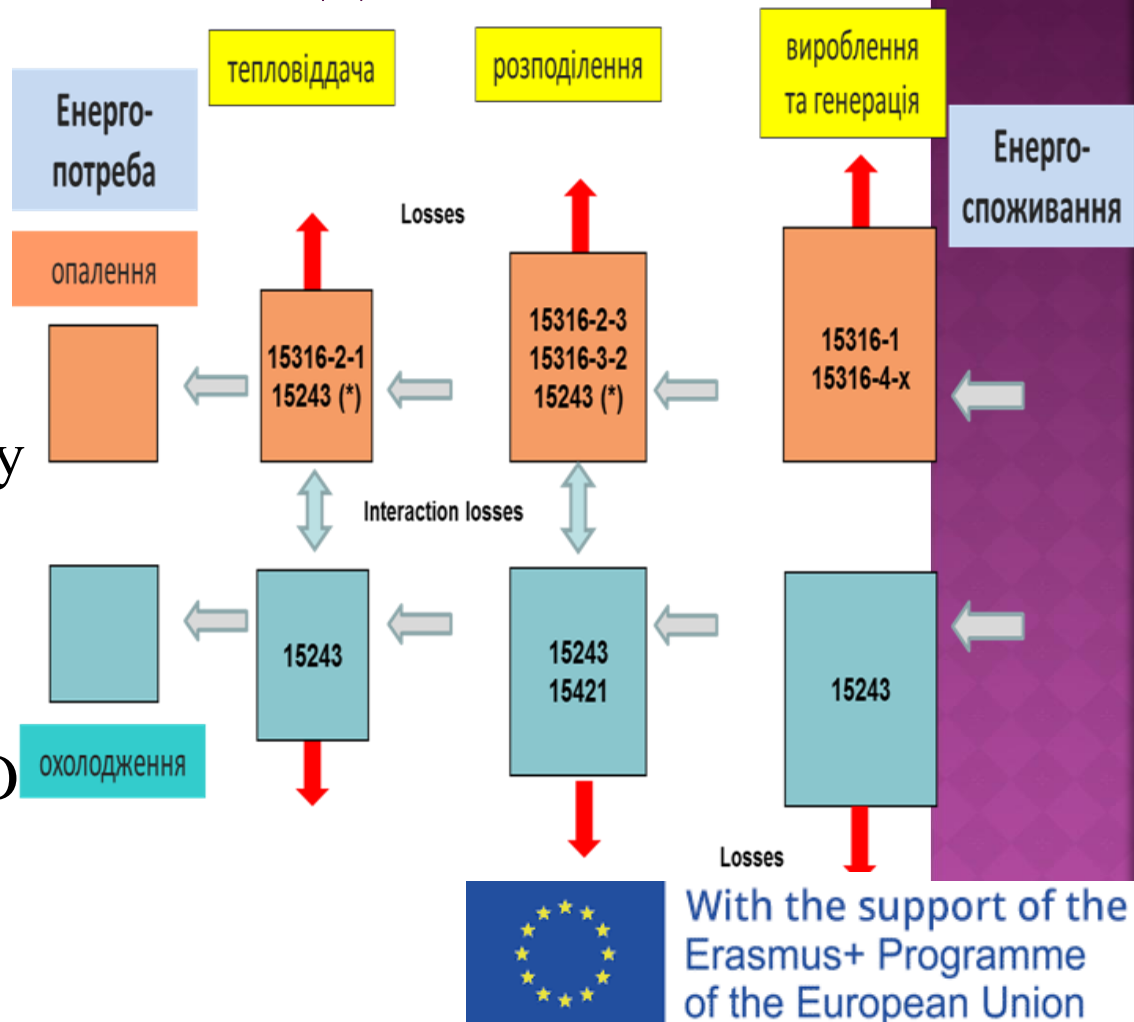 тепловіддача
розподілення
вироблення
та генерація
Енерго-
потреба
Енерго-
споживання
Losses
опалення
15316-2-1
15243 (*)
15316-2-3
15316-3-2
15243 (*)
15316-1
15316-4-x
у
Interaction losses
15243
15243
15421
15243
охолодження
Losses
With the support of the
Erasmus+ Programme
of the European Union